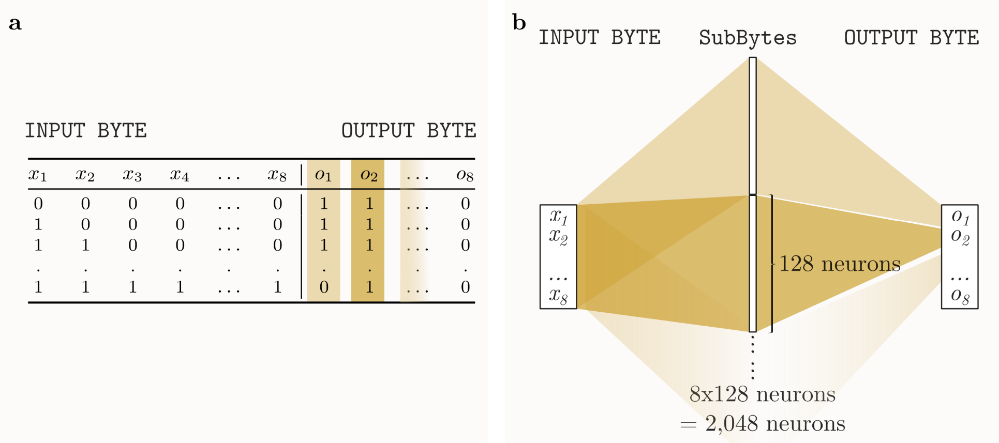 a
INPUT BYTE OUTPUT BYTE
x1 x2 x3 x4 ... x8 | o1 o2 ... o8
0 0 0 0 ... 0 | 1 1 ... 0
1 0 0 0 ... 0 | 1 1 ... 0
1 1 0 0 ... 0 | 1 1 ... 0
. . . . . . . . . .
1 1 1 1 ... 1 | 0 1 ... 0
b
INPUT BYTE SubBytes OUTPUT BYTE
x1 o1
x2 o2
128 neurons
... ...
x8 o8
8x128 neurons
= 2,048 neurons